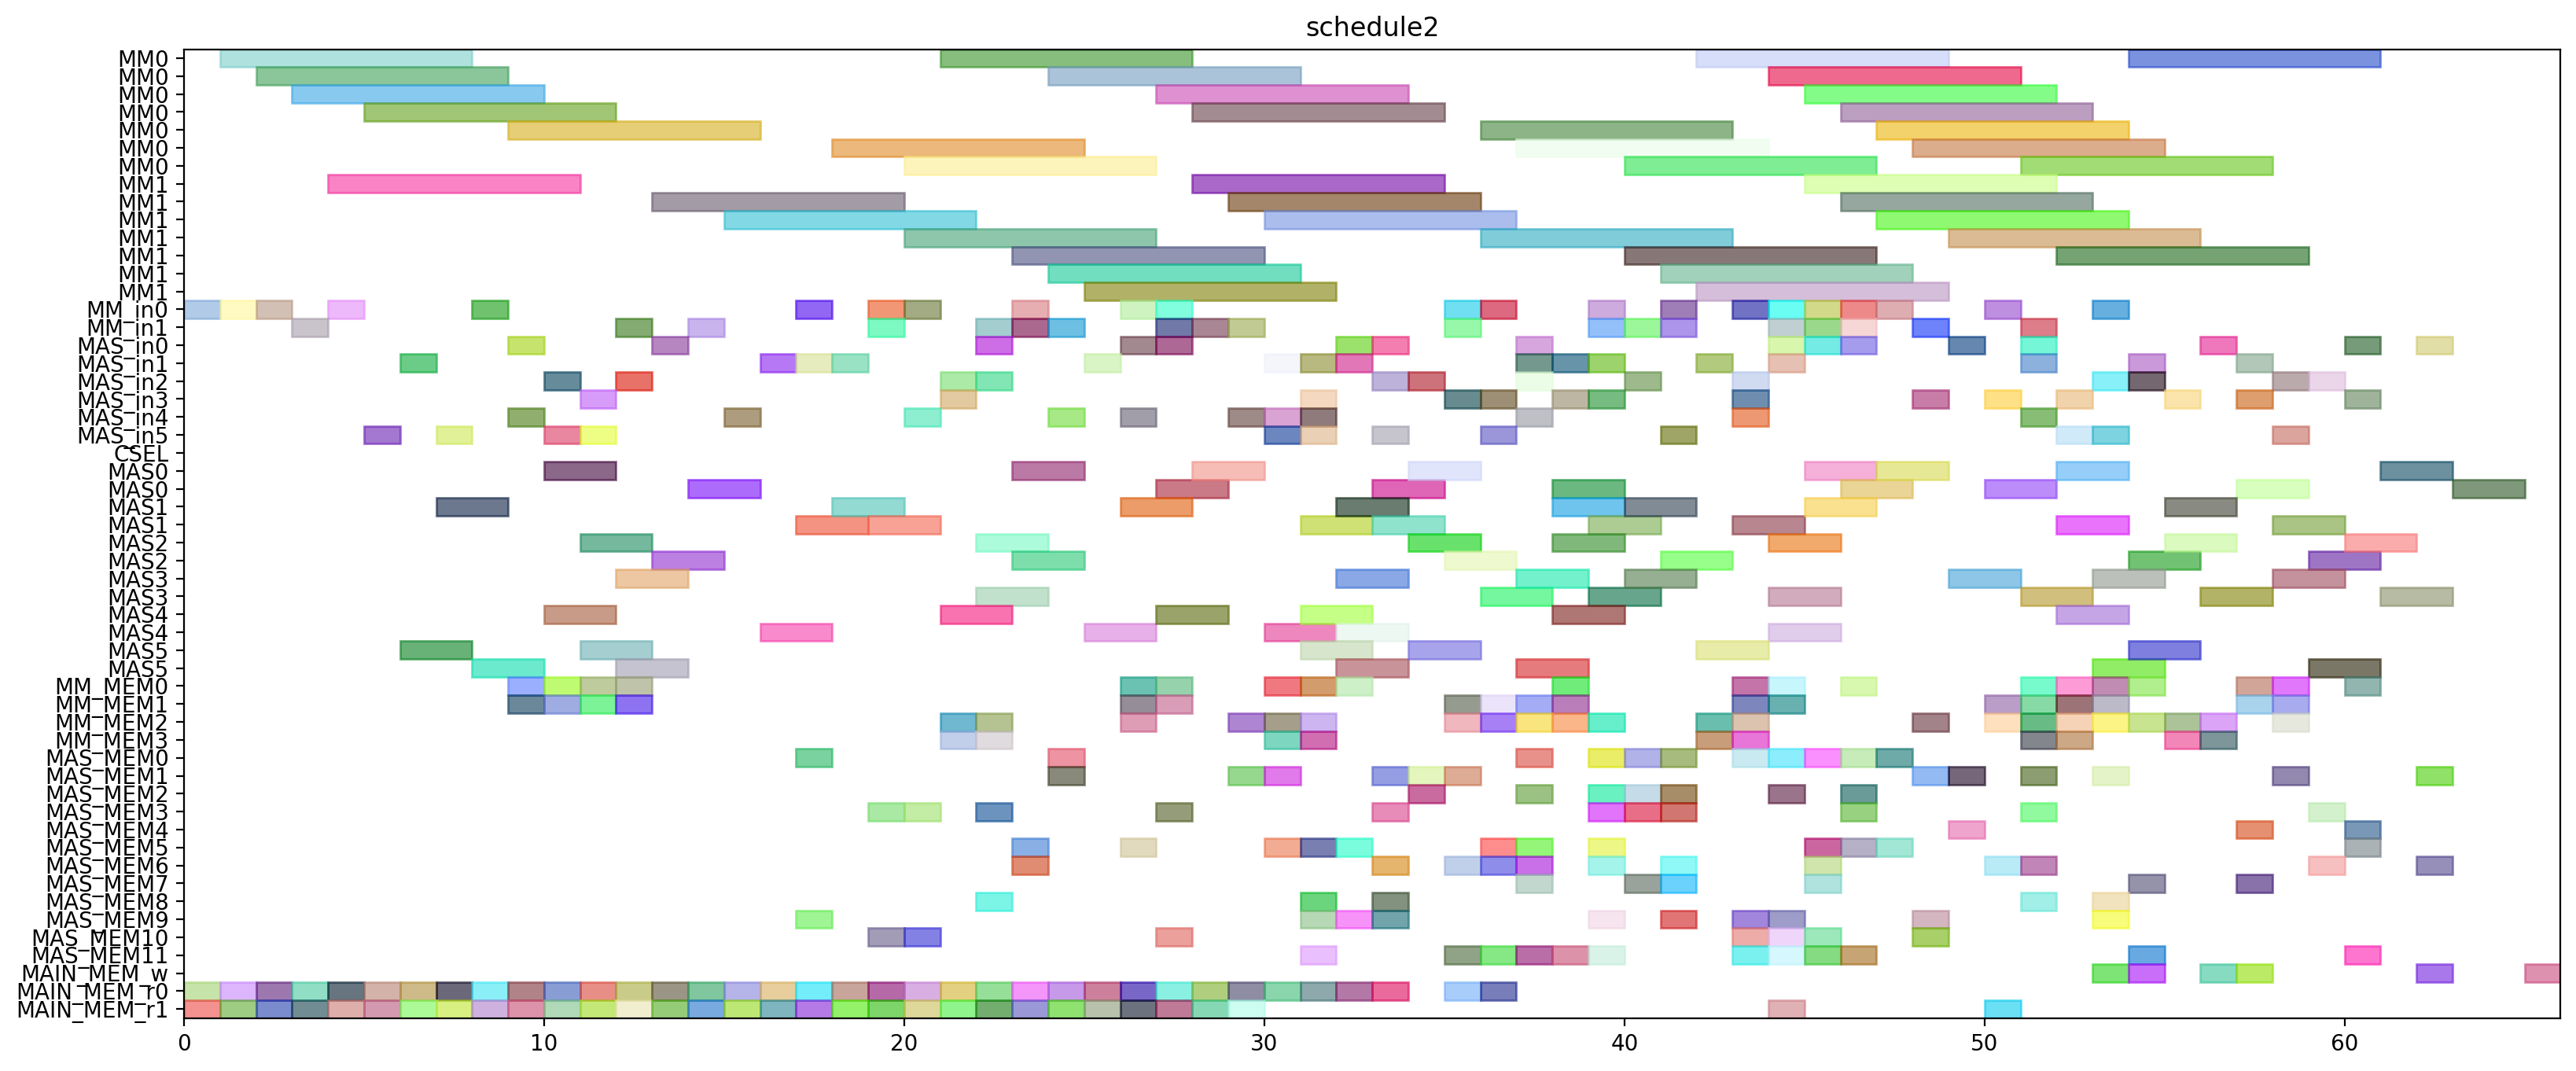 schedule2
MM0
MM0
MM0
MM0
MM0
MM0
MM0
MM1
MM1
MM1
MM1
MM1
MM1
MM1
MM_in0
MM_in1
MAS_in0
MAS_in1
MAS_in2
MAS_in3
MAS_in4
MAS_in5
CSEL
MAS0
MAS0
MAS1
MAS1
MAS2
MAS2
MAS3
MAS3
MAS4
MAS4
MAS5
MAS5
MM_MEM0
MM_MEM1
MM_MEM2
MM_MEM3
MAS_MEM0
MAS_MEM1
MAS_MEM2
MAS_MEM3
MAS_MEM4
MAS_MEM5
MAS_MEM6
MAS_MEM7
MAS_MEM8
MAS_MEM9
MAS_MEM10
MAS_MEM11
MAIN_MEM_w
MAIN_MEM_r0
MAIN_MEM_r1
0 10 20 30 40 50 60